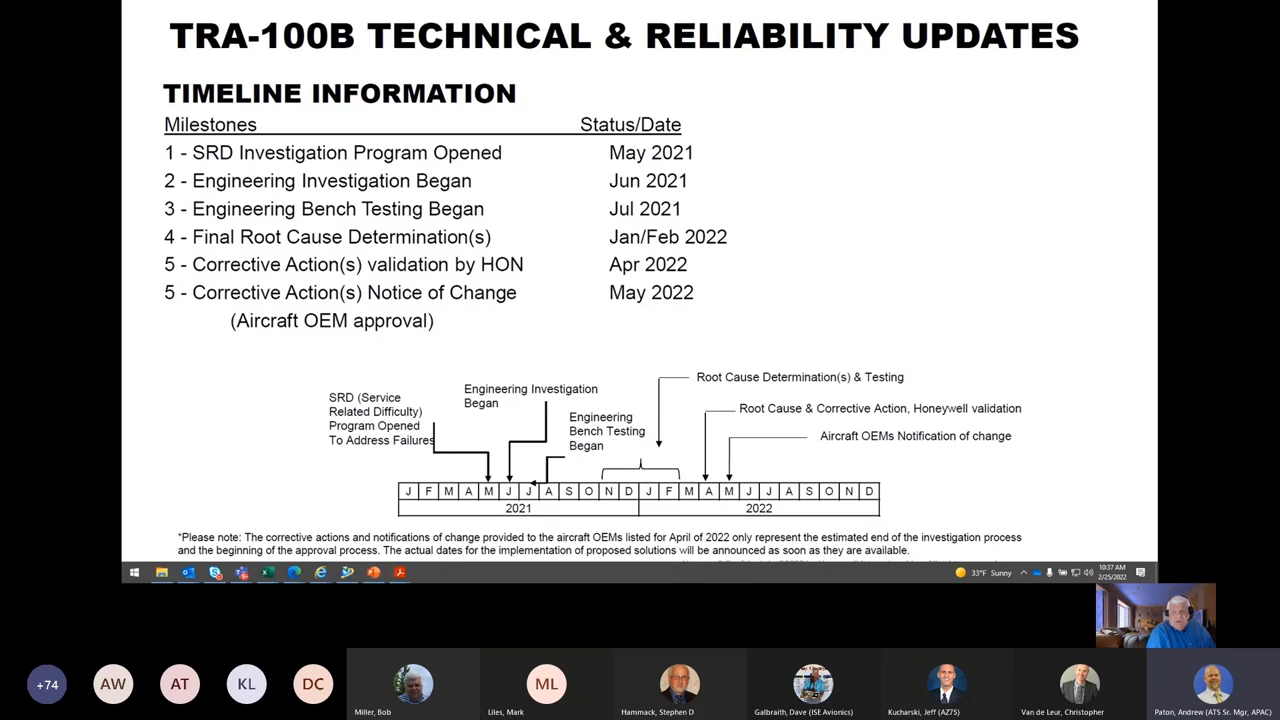 TRA-100B TECHNICAL & RELIABILITY UPDATES
TIMELINE INFORMATION
Milestones Status/Date
1 - SRD Investigation Program Opened May 2021
2 - Engineering Investigation Began Jun 2021
3 - Engineering Bench Testing Began Jul 2021
4 - Final Root Cause Determination(s) Jan/Feb 2022
5 - Corrective Action(s) validation by HON Apr 2022
5 - Corrective Action(s) Notice of Change May 2022
(Aircraft OEM approval)
SRD (Service
Related Difficulty)
Program Opened
To Address Failures
Engineering Investigation
Began
Engineering
Bench Testing
Began
Root Cause Determination(s) & Testing
Root Cause & Corrective Action, Honeywell validation
Aircraft OEMs Notification of change
J F M A M J J A S O N D J F M A M J J A S O N D
2021 2022
*Please note: The corrective actions and notifications of change provided to the aircraft OEMs listed for April of 2022 only represent the estimated end of the investigation process
and the beginning of the approval process. The actual dates for the implementation of proposed solutions will be announced as soon as they are available.
33°F Sunny
10:37 AM
2/25/2022
+74 AW AT KL DC ML
Miller, Bob
Liles, Mark
Hammack, Stephen D
Galbraith, Dave (ISE Avionics)
Kucharski, Jeff (AZ75)
Van de Leur, Christopher
Paton, Andrew (ATS Sr. Mgr, APAC)